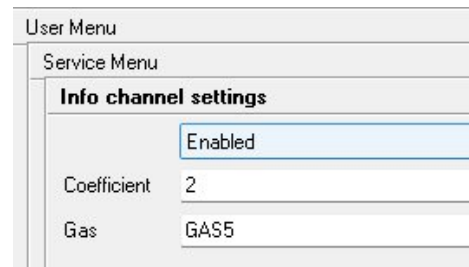 User Menu
Service Menu
Info channel settings
Enabled
Coefficient 2
Gas GAS5